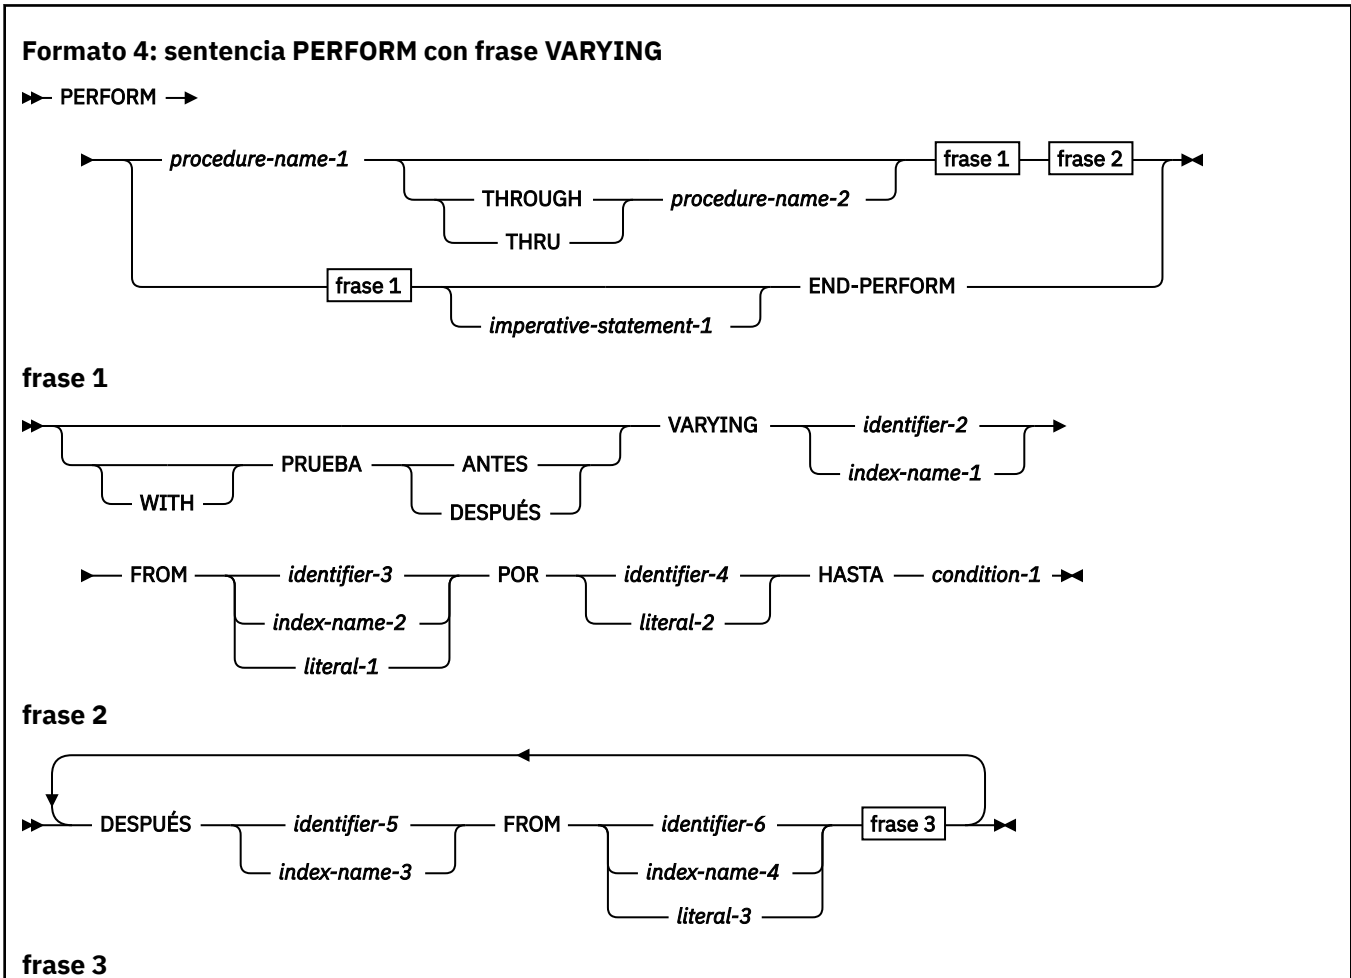 Formato 4: sentencia PERFORM con frase VARYING
PERFORM
procedure-name-1 frase 1 frase 2
THROUGH procedure-name-2
THRU
frase 1 END-PERFORM
imperative-statement-1
frase 1
VARYING identifier-2
PRUEBA ANTES index-name-1
WITH DESPUÉS
FROM identifier-3 POR identifier-4 HASTA condition-1
index-name-2 literal-2
literal-1
frase 2
DESPUÉS identifier-5 FROM identifier-6 frase 3
index-name-3 index-name-4
literal-3
frase 3